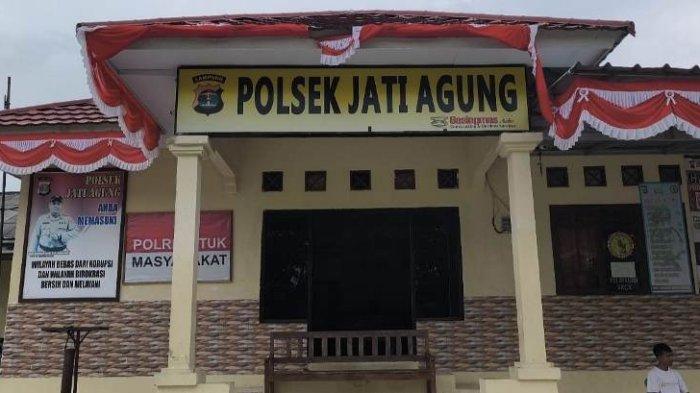 LAMPUNG
POLSEK JATI AGUNG
POLSEK
JATI AGUNG
ANDA
MEMASUKI
WILAYAH BEBAS DARI KORUPSI
DAN WILAYAH BIROKRASI
BERSIH DAN MELAYANI
POLRI UNTUK
MASYARAKAT